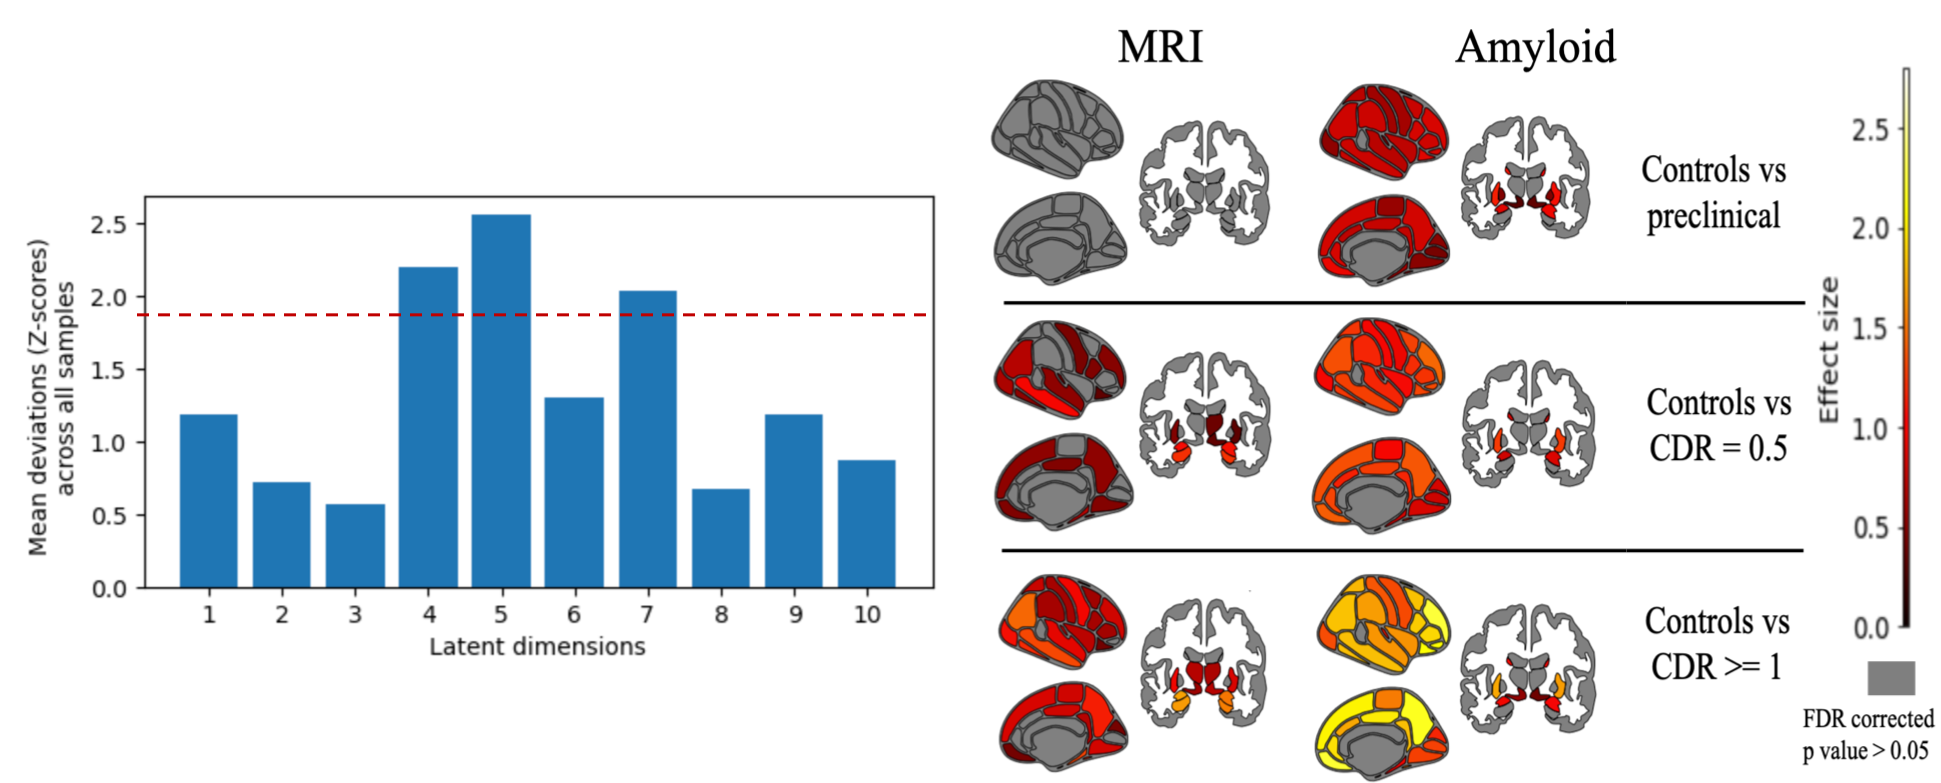 Mean deviations (Z-scores)
across all samples
2.5
2.0
1.5
1.0
0.5
0.0
1 2 3 4 5 6 7 8 9 10
Latent dimensions
MRI Amyloid
Controls vs
preclinical
Controls vs
CDR = 0.5
Controls vs
CDR >= 1
Effect size
2.5
2.0
1.5
1.0
0.5
0.0
FDR corrected
p value > 0.05